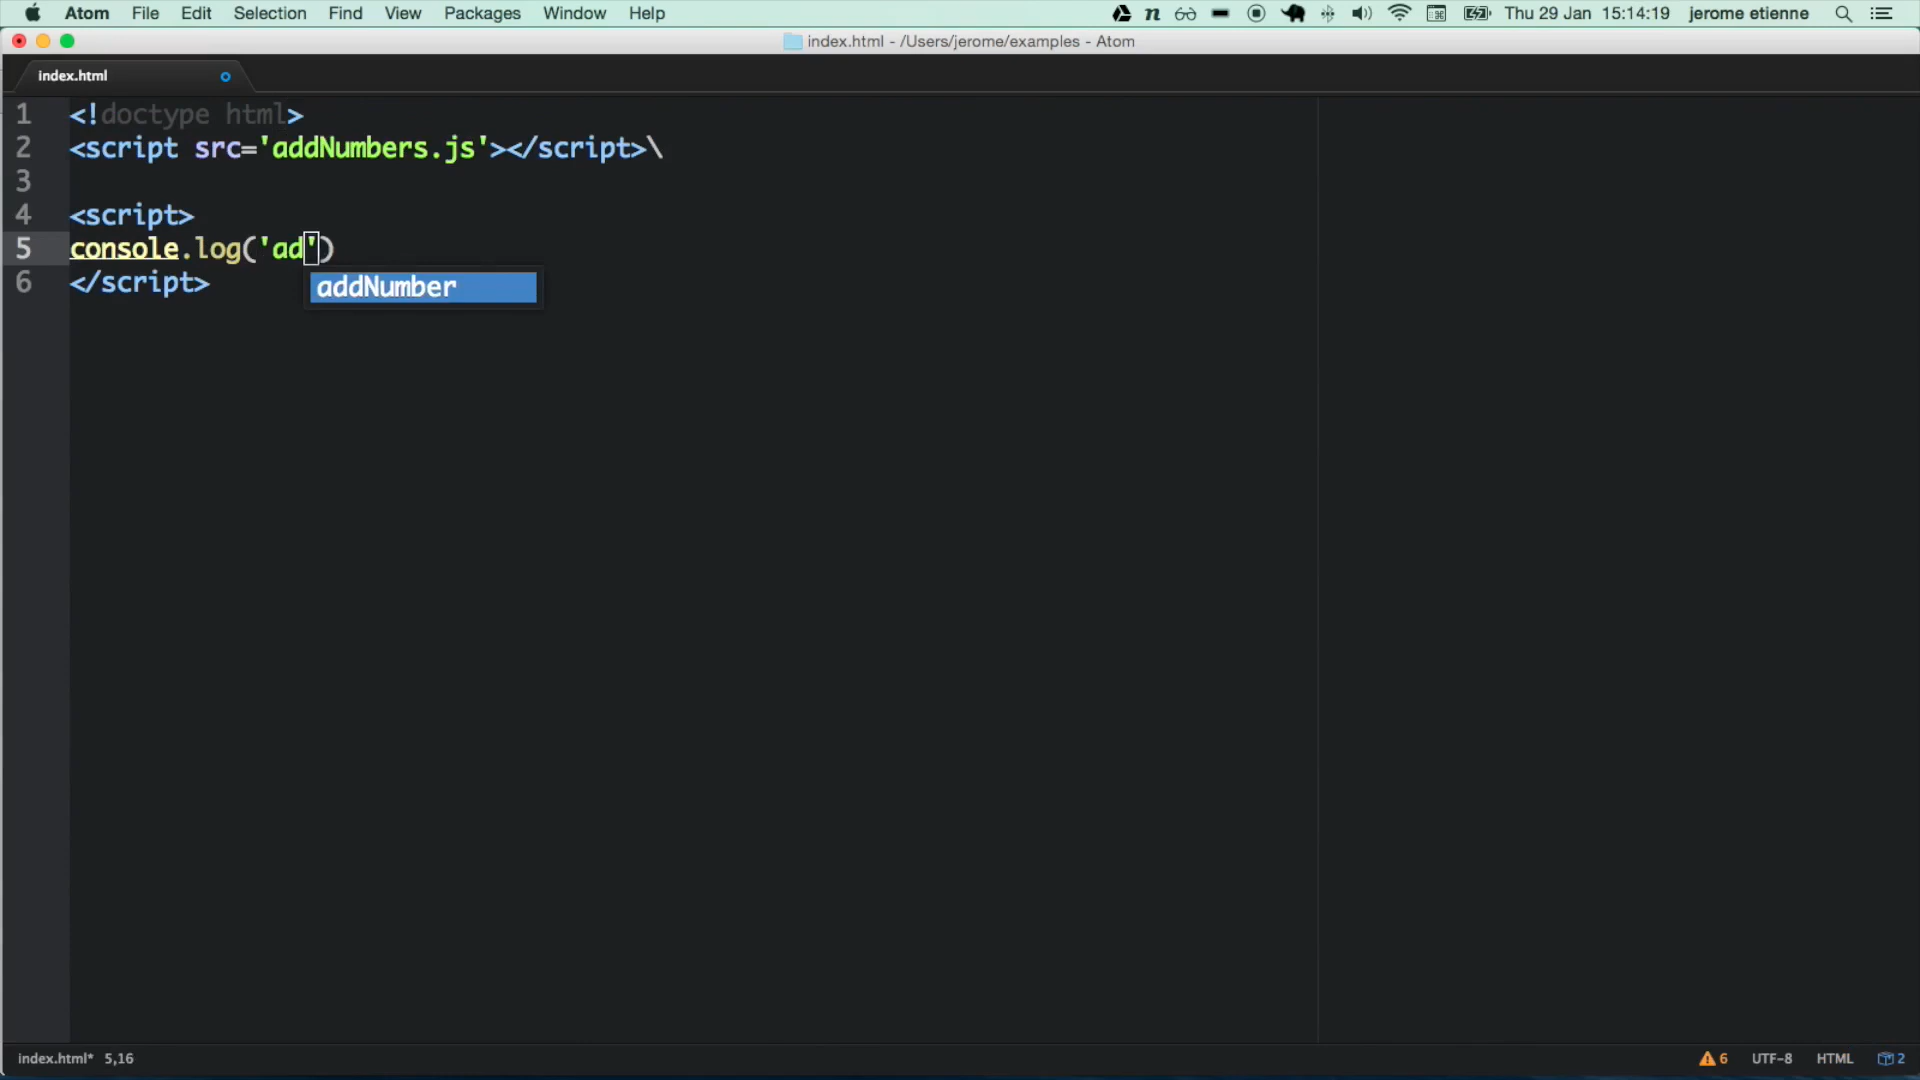 Atom File Edit Selection Find View Packages Window Help n Thu 29 Jan 15:14:19 jerome etienne
index.html - /Users/jerome/examples - Atom
index.html
1 <!doctype html>
2 <script src='addNumbers.js'></script>\
3
4 <script>
5 console.log('ad')
addNumber
6 </script>
index.html* 5,16 6 UTF-8 HTML 2